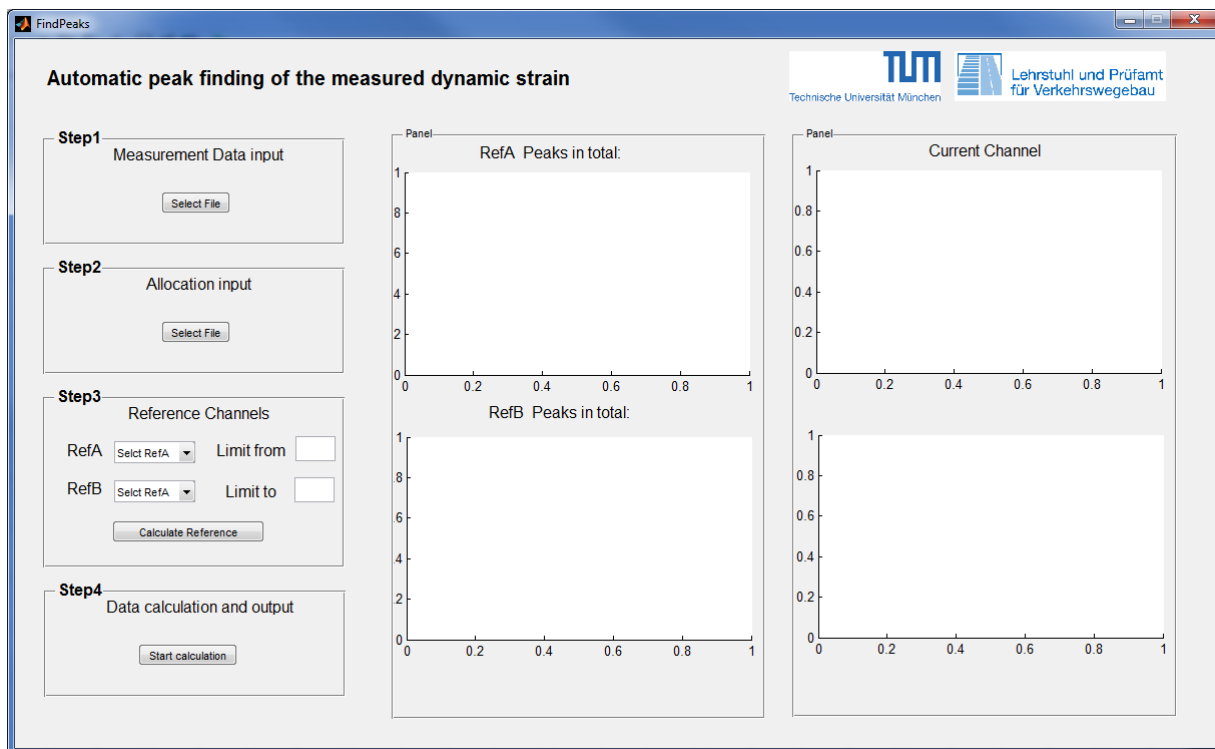 FindPeaks
Automatic peak finding of the measured dynamic strain
TUM
Technische Universität München
Lehrstuhl und Prüfamt
für Verkehrswegebau
Step1
Measurement Data input
Select File
Step2
Allocation input
Select File
Step3
Reference Channels
RefA Selct RefA Limit from
RefB Selct RefA Limit to
Calculate Reference
Step4
Data calculation and output
Start calculation
Panel
RefA Peaks in total:
1
8
6
4
2
0
0 0.2 0.4 0.6 0.8 1
RefB Peaks in total:
1
.8
.6
.4
.2
0
0 0.2 0.4 0.6 0.8 1
Panel
Current Channel
1
0.8
0.6
0.4
0.2
0
0 0.2 0.4 0.6 0.8 1
1
0.8
0.6
0.4
0.2
0
0 0.2 0.4 0.6 0.8 1